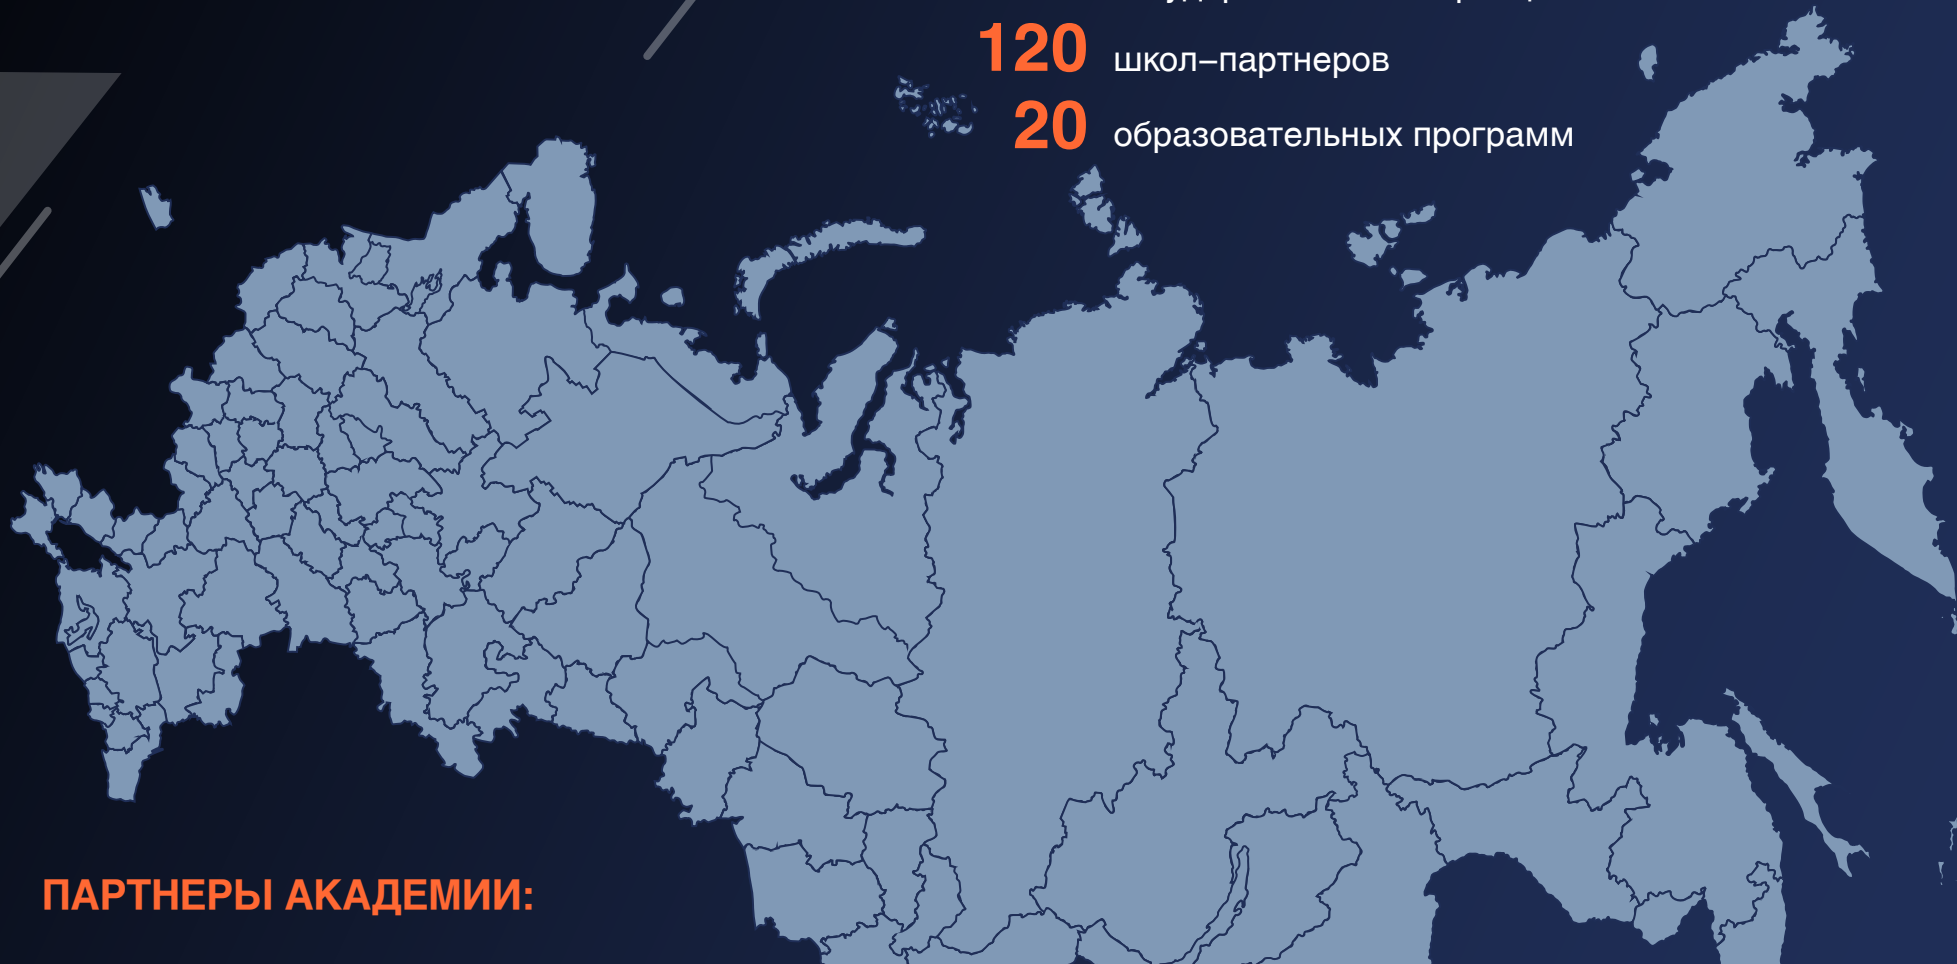 120 школ–партнеров
20 образовательных программ
ПАРТНЕРЫ АКАДЕМИИ: